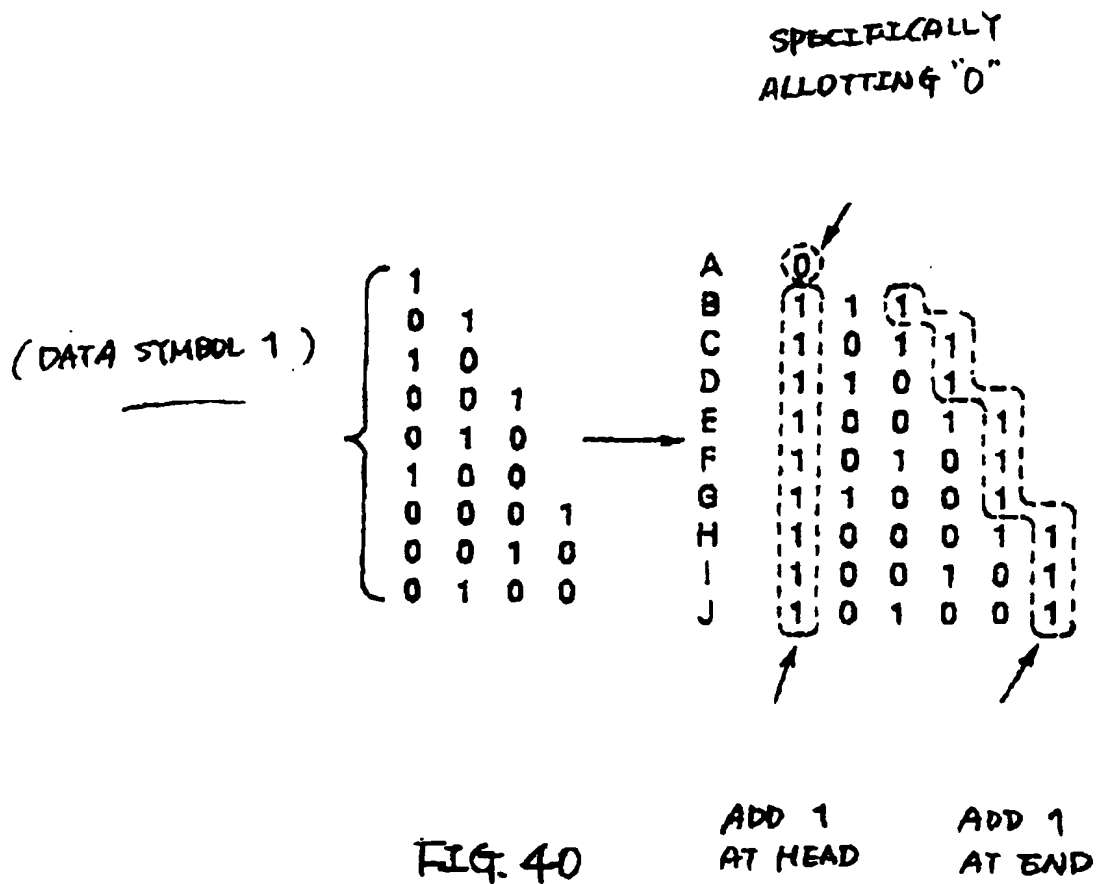 SPECIFICALLY
ALLOTTING "0"
(DATA SYMBOL 1)
1
0 1
1 0
0 0 1
0 1 0
1 0 0
0 0 0 1
0 0 1 0
0 1 0 0
A 0
B 1 1 1
C 1 0 1 1
D 1 1 0 1
E 1 0 0 1 1
F 1 0 1 0 1
G 1 1 0 0 1
H 1 0 0 0 1 1
I 1 0 0 1 0 1
J 1 0 1 0 0 1
ADD 1
AT HEAD
ADD 1
AT END
FIG. 40